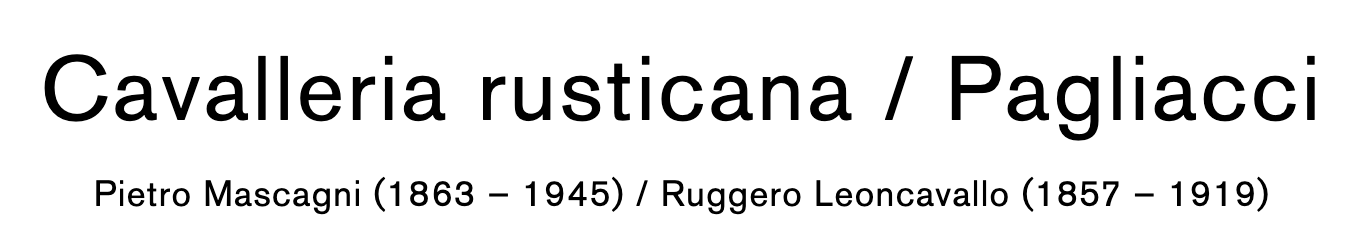 Cavalleria rusticana / Pagliacci
Pietro Mascagni (1863 – 1945) / Ruggero Leoncavallo (1857 – 1919)